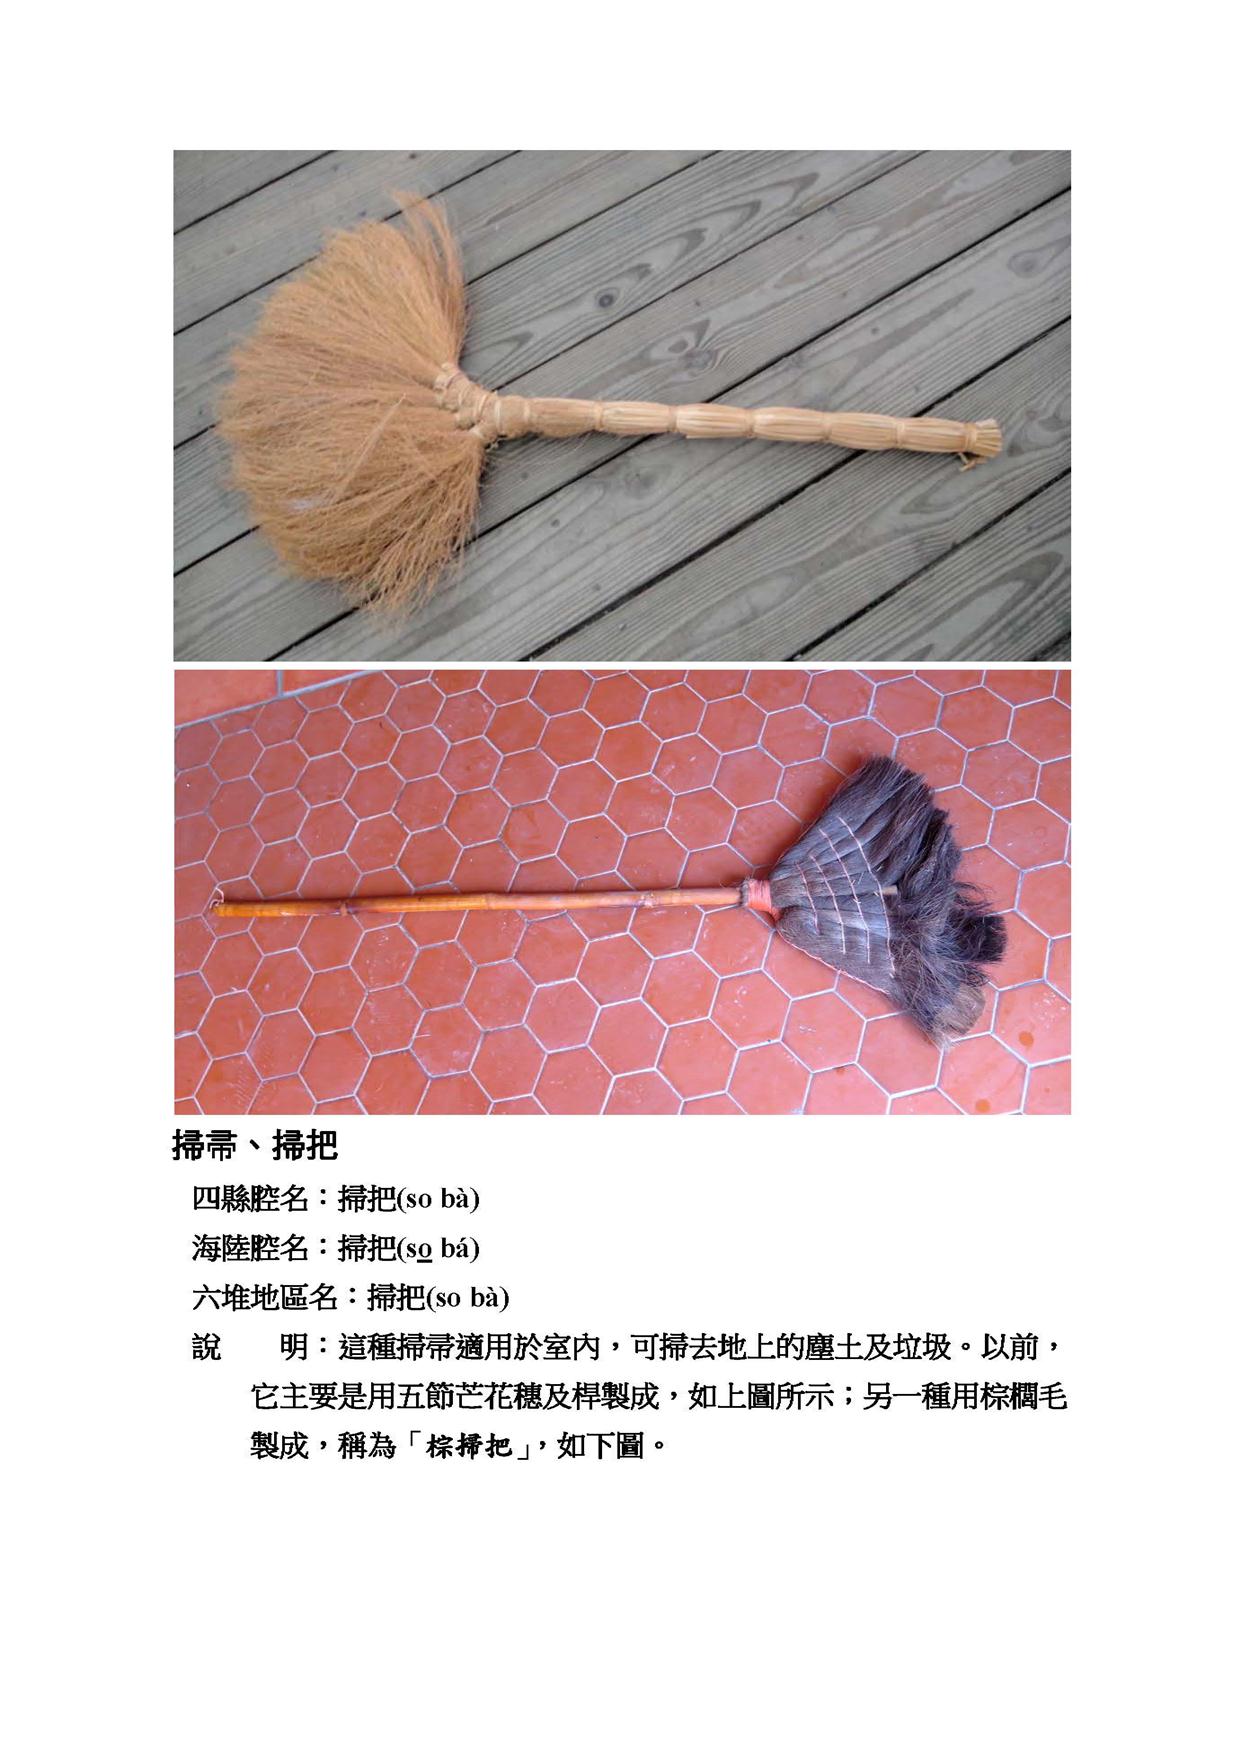 掃帚、掃把
四縣腔名：掃把(so bà)
海陸腔名：掃把(so bá)
六堆地區名：掃把(so bà)
說　　明：這種掃帚適用於室內，可掃去地上的塵土及垃圾。以前，
它主要是用五節芒花穗及桿製成，如上圖所示；另一種用棕櫚毛
製成，稱為「棕掃把」，如下圖。